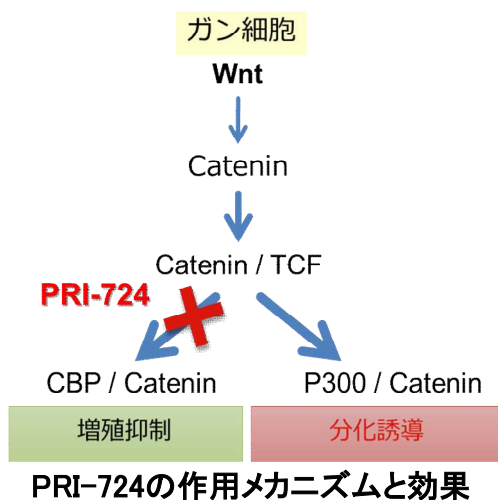 ガン細胞
Wnt
Catenin
Catenin / TCF
PRI-724
CBP / Catenin
P300 / Catenin
増殖抑制
分化誘導
PRI-724の作用メカニズムと効果